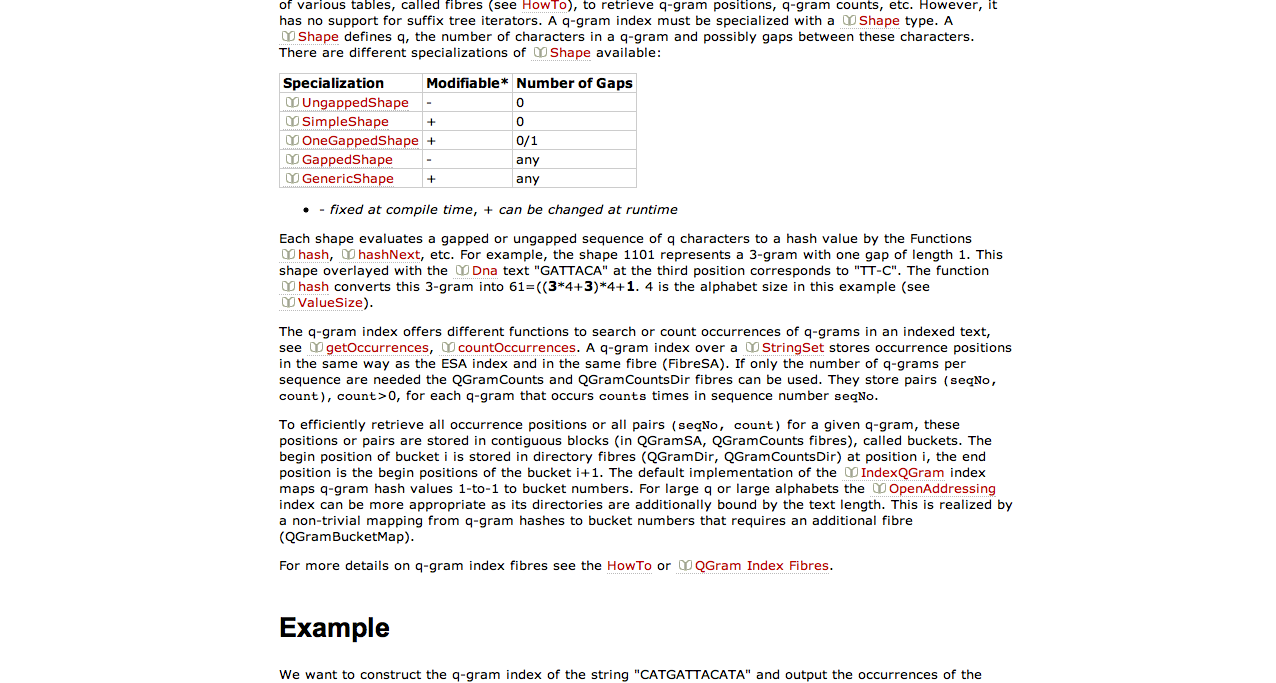 of various tables, called fibres (see HowTo), to retrieve q-gram positions, q-gram counts, etc. However, it
has no support for suffix tree iterators. A q-gram index must be specialized with a Shape type. A
Shape defines q, the number of characters in a q-gram and possibly gaps between these characters.
There are different specializations of Shape available:
Specialization Modifiable* Number of Gaps
UngappedShape - 0
SimpleShape + 0
OneGappedShape + 0/1
GappedShape - any
GenericShape + any
• - fixed at compile time, + can be changed at runtime
Each shape evaluates a gapped or ungapped sequence of q characters to a hash value by the Functions
hash, hashNext, etc. For example, the shape 1101 represents a 3-gram with one gap of length 1. This
shape overlayed with the Dna text "GATTACA" at the third position corresponds to "TT-C". The function
hash converts this 3-gram into 61=((3*4+3)*4+1. 4 is the alphabet size in this example (see
ValueSize).
The q-gram index offers different functions to search or count occurrences of q-grams in an indexed text,
see getOccurrences, countOccurrences. A q-gram index over a StringSet stores occurrence positions
in the same way as the ESA index and in the same fibre (FibreSA). If only the number of q-grams per
sequence are needed the QGramCounts and QGramCountsDir fibres can be used. They store pairs (seqNo,
count), count>0, for each q-gram that occurs counts times in sequence number seqNo.
To efficiently retrieve all occurrence positions or all pairs (seqNo, count) for a given q-gram, these
positions or pairs are stored in contiguous blocks (in QGramSA, QGramCounts fibres), called buckets. The
begin position of bucket i is stored in directory fibres (QGramDir, QGramCountsDir) at position i, the end
position is the begin positions of the bucket i+1. The default implementation of the IndexQGram index
maps q-gram hash values 1-to-1 to bucket numbers. For large q or large alphabets the OpenAddressing
index can be more appropriate as its directories are additionally bound by the text length. This is realized by
a non-trivial mapping from q-gram hashes to bucket numbers that requires an additional fibre
(QGramBucketMap).
For more details on q-gram index fibres see the HowTo or QGram Index Fibres.
Example
We want to construct the q-gram index of the string "CATGATTACATA" and output the occurrences of the